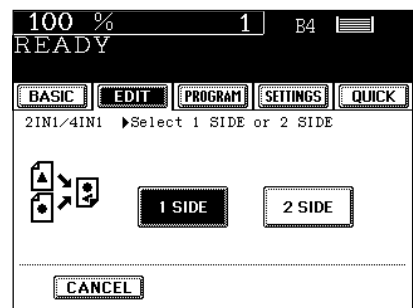 100 % 1 B4
READY
BASIC EDIT PROGRAM SETTINGS QUICK
2IN1/4IN1 ▶Select 1 SIDE or 2 SIDE
1 SIDE 2 SIDE
CANCEL